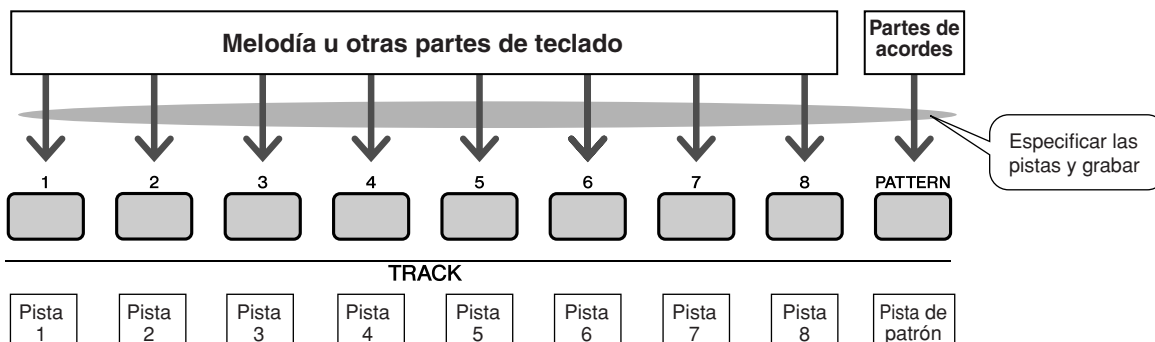 Melodía u otras partes de teclado
Partes de
acordes
Especificar las
pistas y grabar
1 2 3 4 5 6 7 8 PATTERN
TRACK
Pista
1
Pista
2
Pista
3
Pista
4
Pista
5
Pista
6
Pista
7
Pista
8
Pista de
patrón